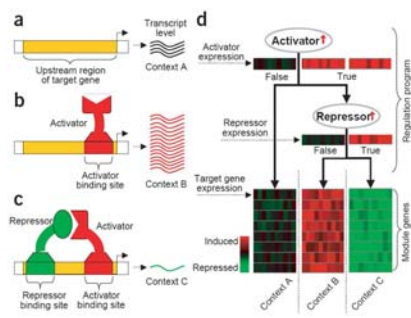 a
Transcript
level
Upstream region
of target gene
Context A
b
Activator
Activator
binding site
Context B
c
Repressor
Activator
Repressor
binding site
Activator
binding site
Context C
d
Activator↑
Activator
expression
False
True
Repressor↑
Repressor
expression
False
True
Target gene
expression
Induced
Repressed
Context A
Context B
Context C
Regulation program
Module genes